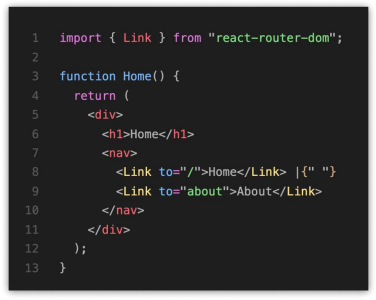 1 import { Link } from "react-router-dom";
2
3 function Home() {
4   return (
5     <div>
6       <h1>Home</h1>
7       <nav>
8         <Link to="/">Home</Link> |{" "}
9         <Link to="about">About</Link>
10       </nav>
11     </div>
12   );
13 }